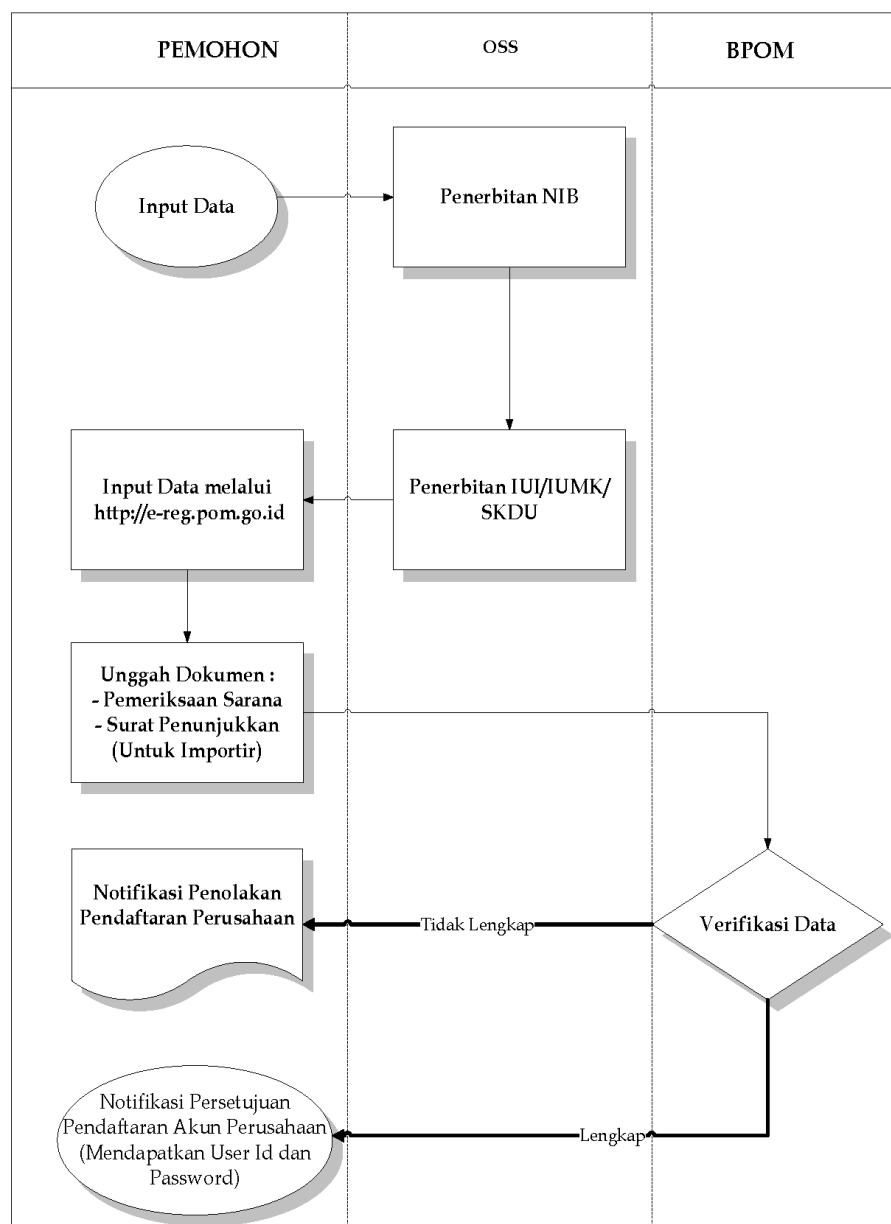 PEMOHON
OSS
BPOM
Input Data
Penerbitan NIB
Input Data melalui
http://e-reg.pom.go.id
Penerbitan IUI/IUMK/
SKDU
Unggah Dokumen :
- Pemeriksaan Sarana
- Surat Penunjukkan
(Untuk Importir)
Notifikasi Penolakan
Pendaftaran Perusahaan
Tidak Lengkap
Verifikasi Data
Notifikasi Persetujuan
Pendaftaran Akun Perusahaan
(Mendapatkan User Id dan
Password)
Lengkap